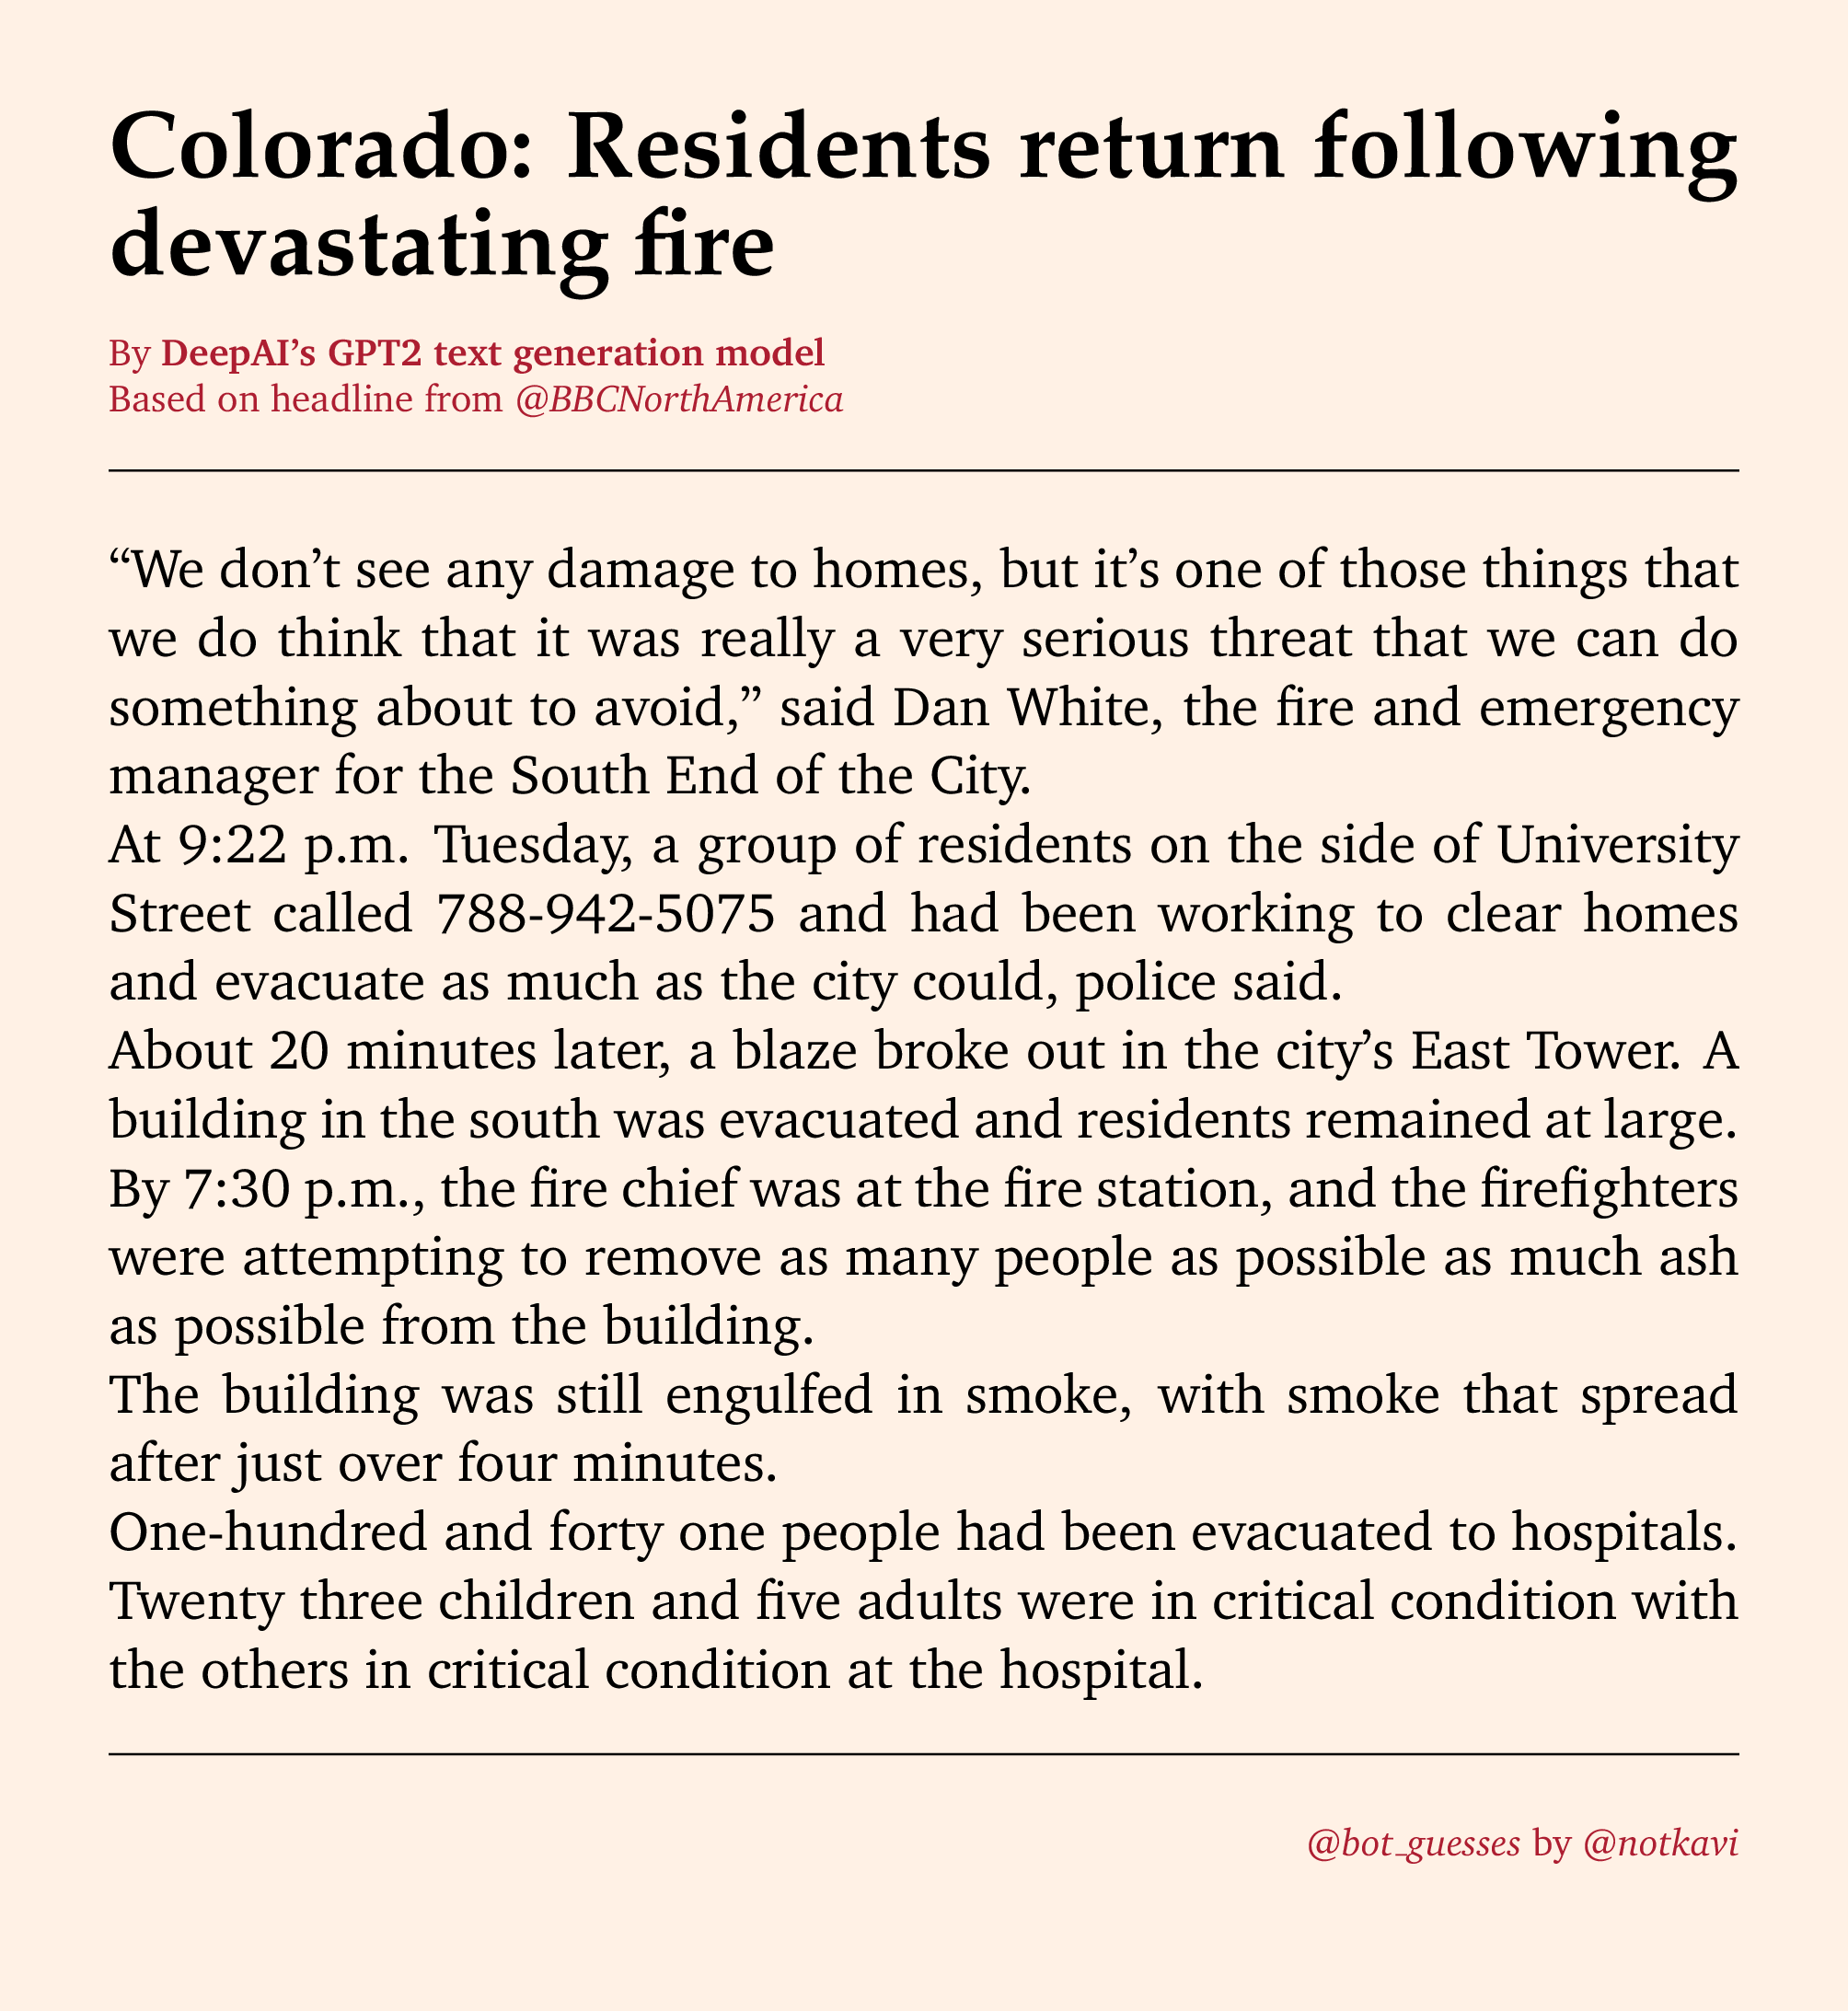 Colorado: Residents return following
devastating fire
By DeepAI’s GPT2 text generation model
Based on headline from @BBCNorthAmerica
“We don’t see any damage to homes, but it’s one of those things that
we do think that it was really a very serious threat that we can do
something about to avoid,” said Dan White, the fire and emergency
manager for the South End of the City.
At 9:22 p.m. Tuesday, a group of residents on the side of University
Street called 788-942-5075 and had been working to clear homes
and evacuate as much as the city could, police said.
About 20 minutes later, a blaze broke out in the city’s East Tower. A
building in the south was evacuated and residents remained at large.
By 7:30 p.m., the fire chief was at the fire station, and the firefighters
were attempting to remove as many people as possible as much ash
as possible from the building.
The building was still engulfed in smoke, with smoke that spread
after just over four minutes.
One-hundred and forty one people had been evacuated to hospitals.
Twenty three children and five adults were in critical condition with
the others in critical condition at the hospital.
@bot_guesses by @notkavi